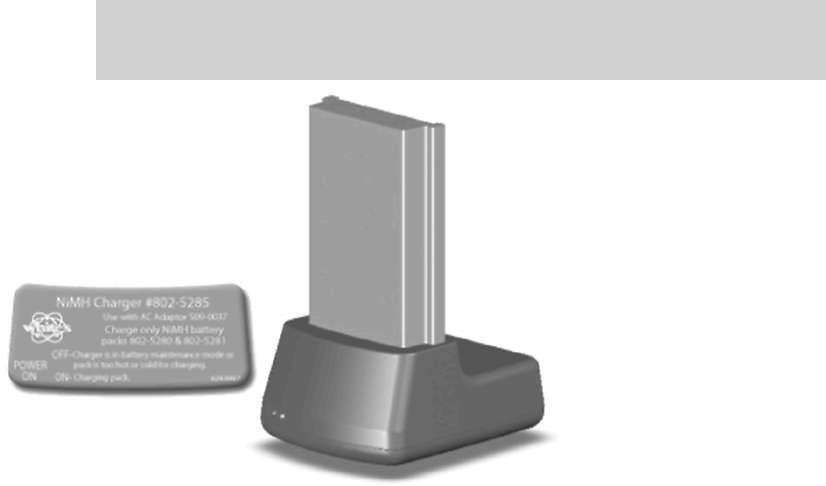 NiMH Charger #802-5285
Use with AC Adaptor S09-0037
Charge only NiMH battery
packs 802-5280 & 802-5281
OFF-Charger is in battery maintenance mode or
pack is too hot or cold for charging.
POWER
ON
ON- Charging pack.